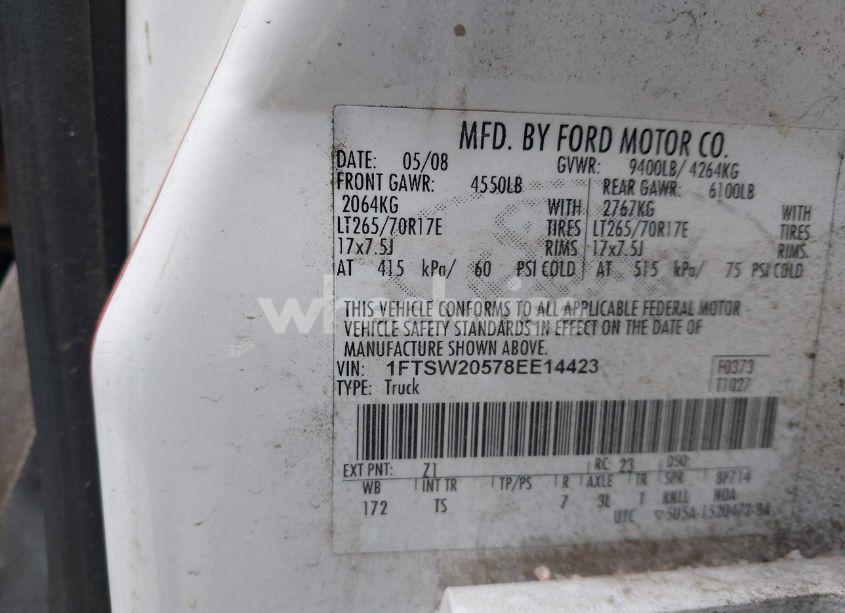 MFD. BY FORD MOTOR CO.
DATE: 05/08 GVWR: 9400LB/ 4264KG
FRONT GAWR: 4550LB REAR GAWR: 6100LB
2064KG WITH 2767KG WITH
LT265/70R17E TIRES LT265/70R17E TIRES
17x7.5J RIMS 17x7.5J RIMS.
AT 415 kPa/ 60 PSI COLD AT 515 kPa/ 75 PSI COLD
THIS VEHICLE CONFORMS TO ALL APPLICABLE FEDERAL MOTOR
VEHICLE SAFETY STANDARDS IN EFFECT ON THE DATE OF
MANUFACTURE SHOWN ABOVE.
VIN: 1FTSW20578EE14423 F0373
TYPE: Truck T1027
EXT PNT: Z1 RC: 23 DSO:
WB INT TR TP/PS R AXLE TR SPR 8F714
172 TS 7 3L T KKLL NOA
UTC